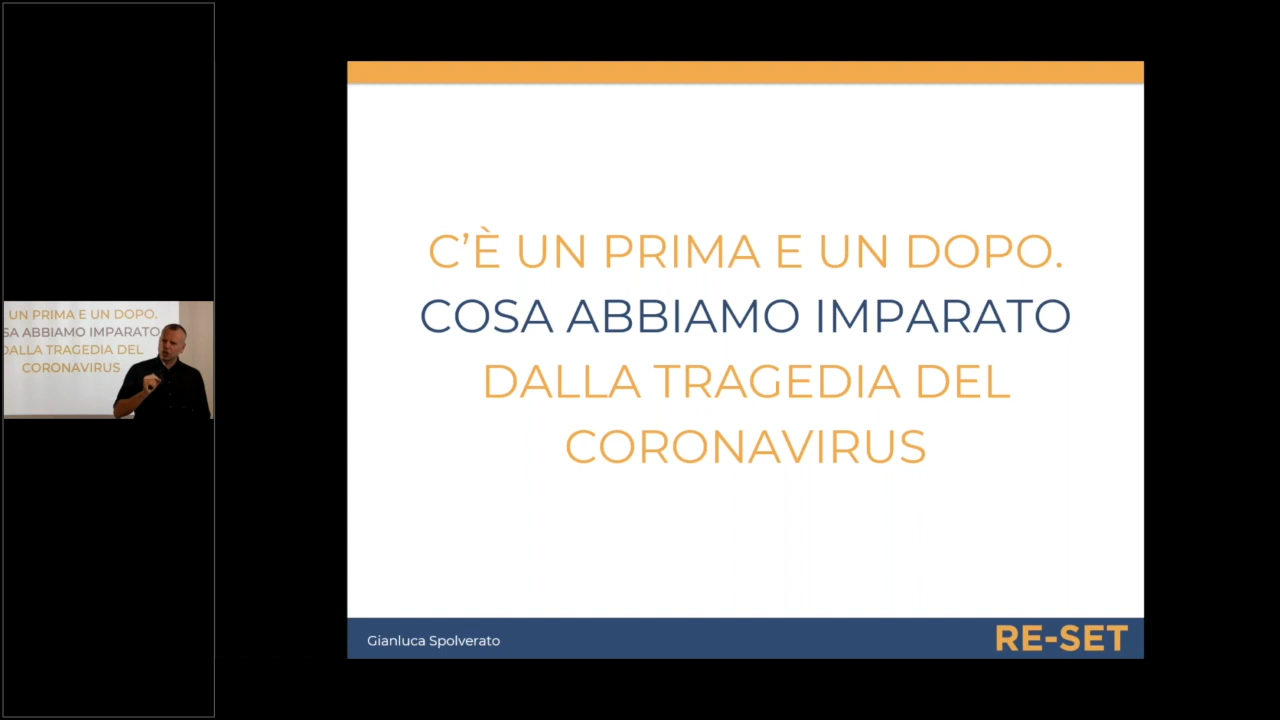 UN PRIMA E UN DOPO.
SA ABBIAMO IMPARATO
DALLA TRAGEDIA DEL
CORONAVIRUS
C'È UN PRIMA E UN DOPO.
COSA ABBIAMO IMPARATO
DALLA TRAGEDIA DEL
CORONAVIRUS
Gianluca Spolverato
RE-SET